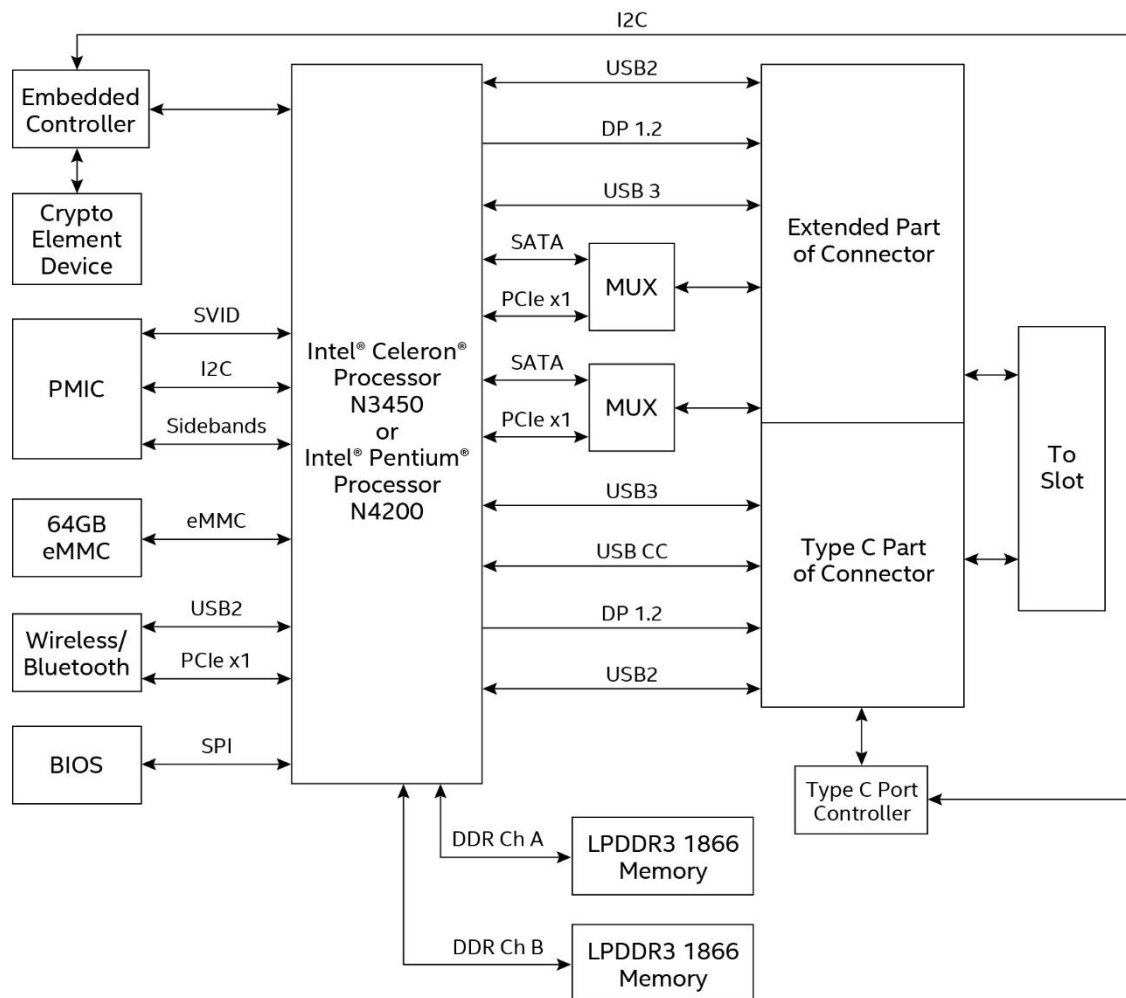 I2C
Embedded
Controller
Crypto
Element
Device
PMIC
SVID
I2C
Sidebands
64GB
eMMC
eMMC
Wireless/
Bluetooth
USB2
PCIe x1
BIOS
SPI
Intel® Celeron®
Processor
N3450
or
Intel® Pentium®
Processor
N4200
USB2
DP 1.2
USB 3
SATA
PCIe x1
MUX
SATA
PCIe x1
MUX
USB3
USB CC
DP 1.2
USB2
Extended Part
of Connector
Type C Part
of Connector
To
Slot
Type C Port
Controller
DDR Ch A
LPDDR3 1866
Memory
DDR Ch B
LPDDR3 1866
Memory